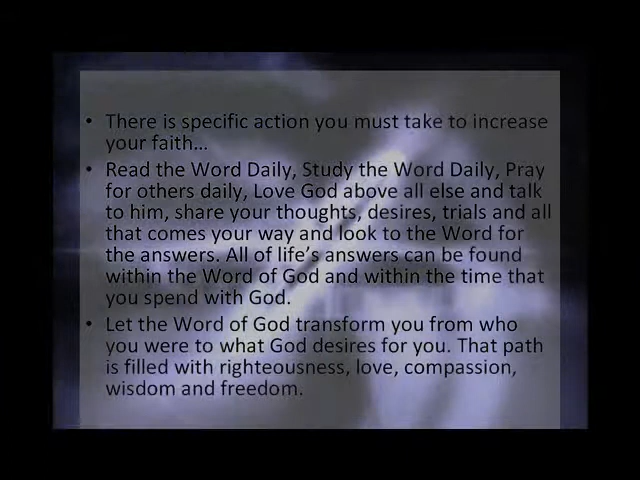 • There is specific action you must take to increase
your faith…
• Read the Word Daily, Study the Word Daily, Pray
for others daily, Love God above all else and talk
to him, share your thoughts, desires, trials and all
that comes your way and look to the Word for
the answers. All of life’s answers can be found
within the Word of God and within the time that
you spend with God.
• Let the Word of God transform you from who
you were to what God desires for you. That path
is filled with righteousness, love, compassion,
wisdom and freedom.